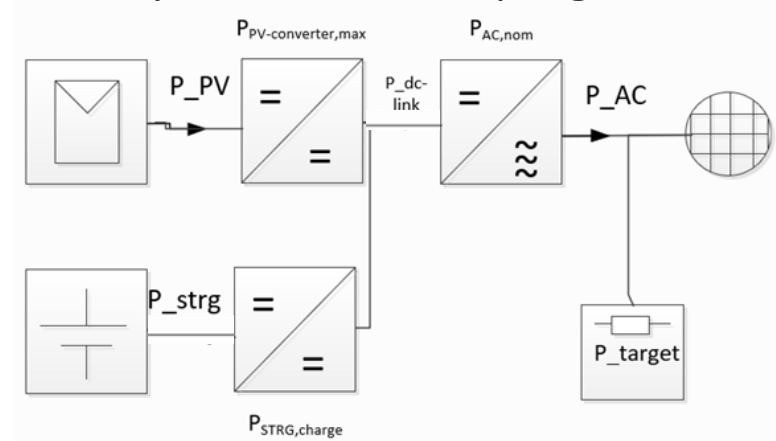 P_PV-converter,max
P_AC,nom
P_PV
P_dc-
link
P_AC
P_strg
P_target
P_STRG,charge